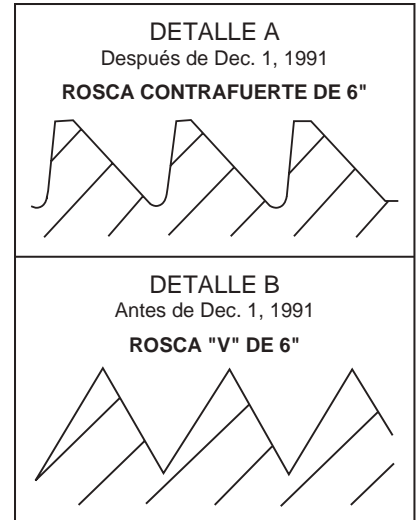 DETALLE A
Después de Dec. 1, 1991
ROSCA CONTRAFUERTE DE 6"
DETALLE B
Antes de Dec. 1, 1991
ROSCA "V" DE 6"